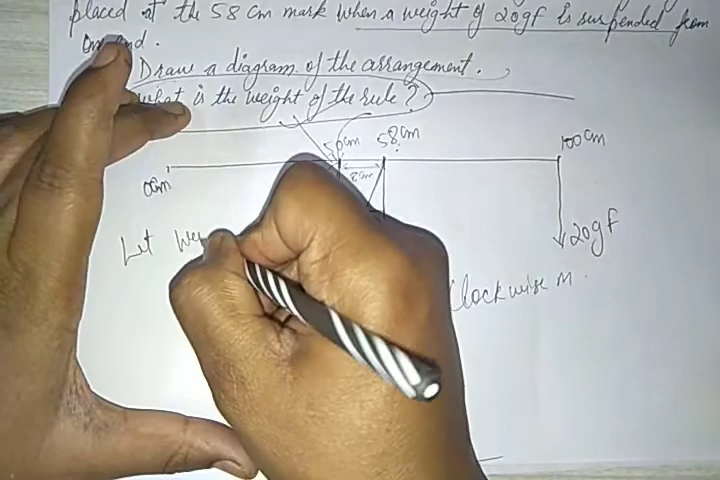 placed at the 58 cm mark when a weight of 20gf is suspended from
one end.
Draw a diagram of the arrangement.
what is the weight of the rule?
50cm 58cm 100cm
0cm 8cm
20gf
Let
Clockwise M.